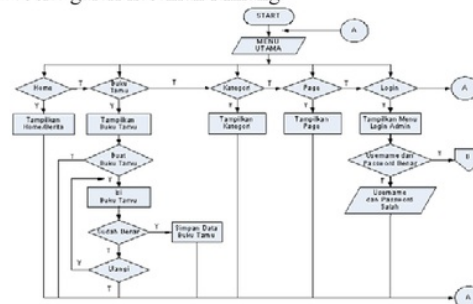 START
A
MENU
UTAMA
Home
T
Buku
Tamu
T
Kategori
T
Page
T
Login
T
A
Y
Y
Y
Y
Y
Tampilkan
Home/Berita
Tampilkan
Buku Tamu
Tampilkan
Kategori
Tampilkan
Page
Tampilkan Menu
Login Admin
T
Buat
Buku Tamu
Username dan
Password Benar
Y
B
Y
T
Isi
Buku Tamu
Username
dan Password
Salah
Sudah Benar
Y
Simpan Data
Buku Tamu
T
Y
Ulangi
T
A